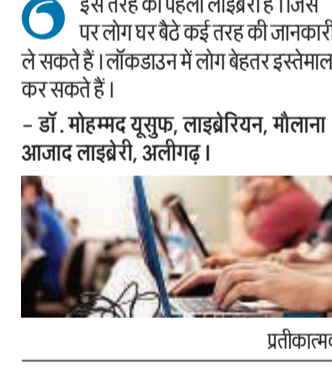 इस तरह की पहली लाइब्रेरी है । जिस
पर लोग घर बैठे कई तरह की जानकारी
ले सकते हैं । लॉकडाउन में लोग बेहतर इस्तेमाल
कर सकते हैं ।
– डॉ . मोहम्मद यूसुफ, लाइब्रेरियन, मौलाना
आजाद लाइब्रेरी, अलीगढ़ ।